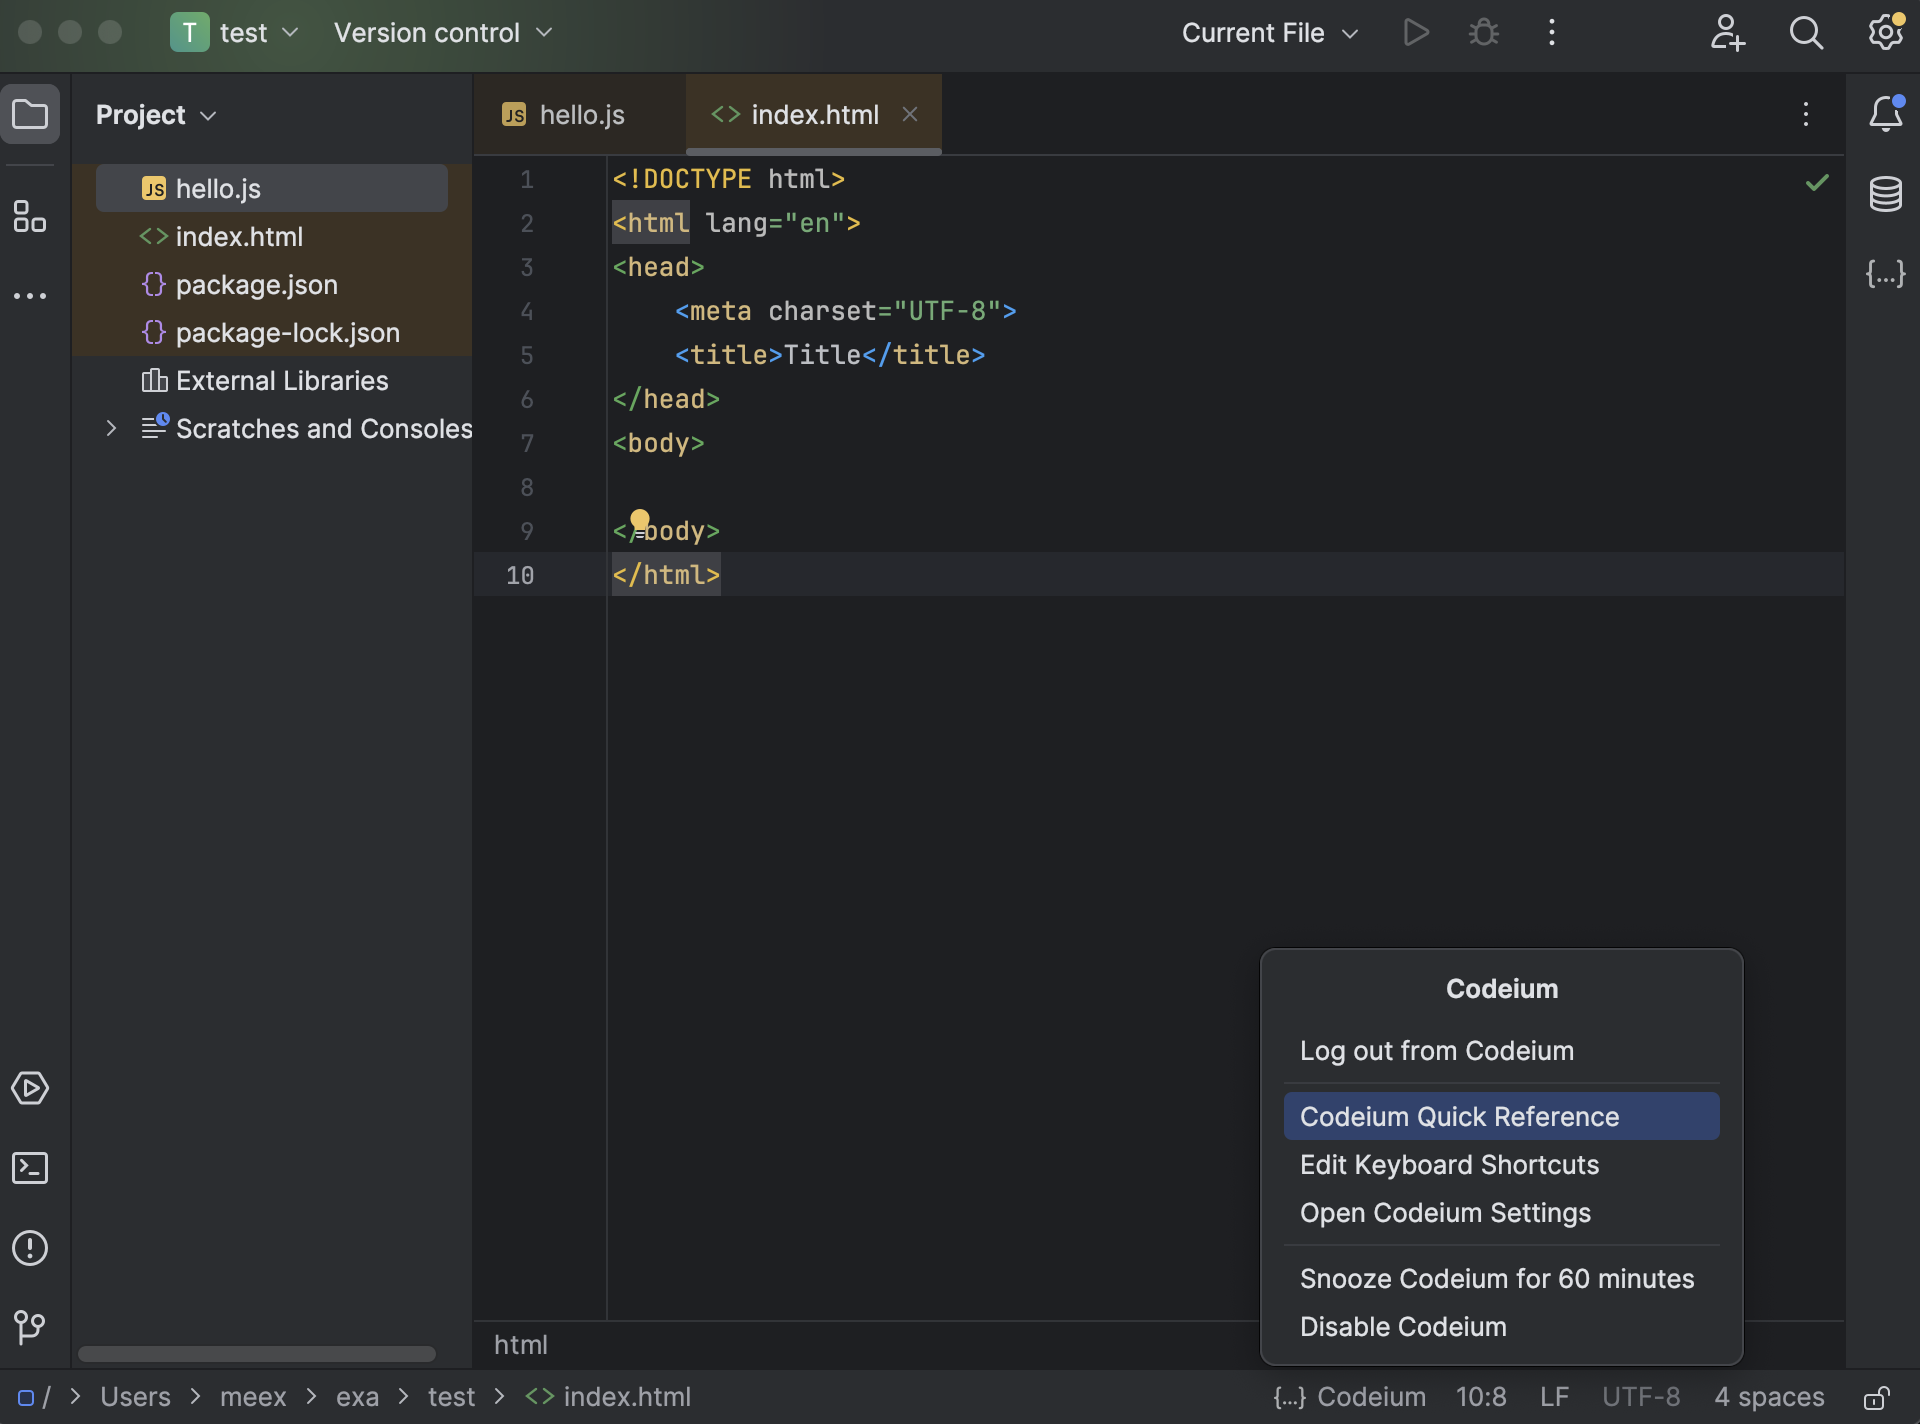 T test Version control Current File
Project
JS hello.js
<> index.html
{} package.json
{} package-lock.json
External Libraries
Scratches and Consoles
JS hello.js <> index.html
1 <!DOCTYPE html>
2 <html lang="en">
3 <head>
4 <meta charset="UTF-8">
5 <title>Title</title>
6 </head>
7 <body>
8
9 </body>
10 </html>
{...}
Codeium
Log out from Codeium
Codeium Quick Reference
Edit Keyboard Shortcuts
Open Codeium Settings
Snooze Codeium for 60 minutes
Disable Codeium
html
/ > Users > meex > exa > test > <> index.html
{...} Codeium 10:8 LF UTF-8 4 spaces